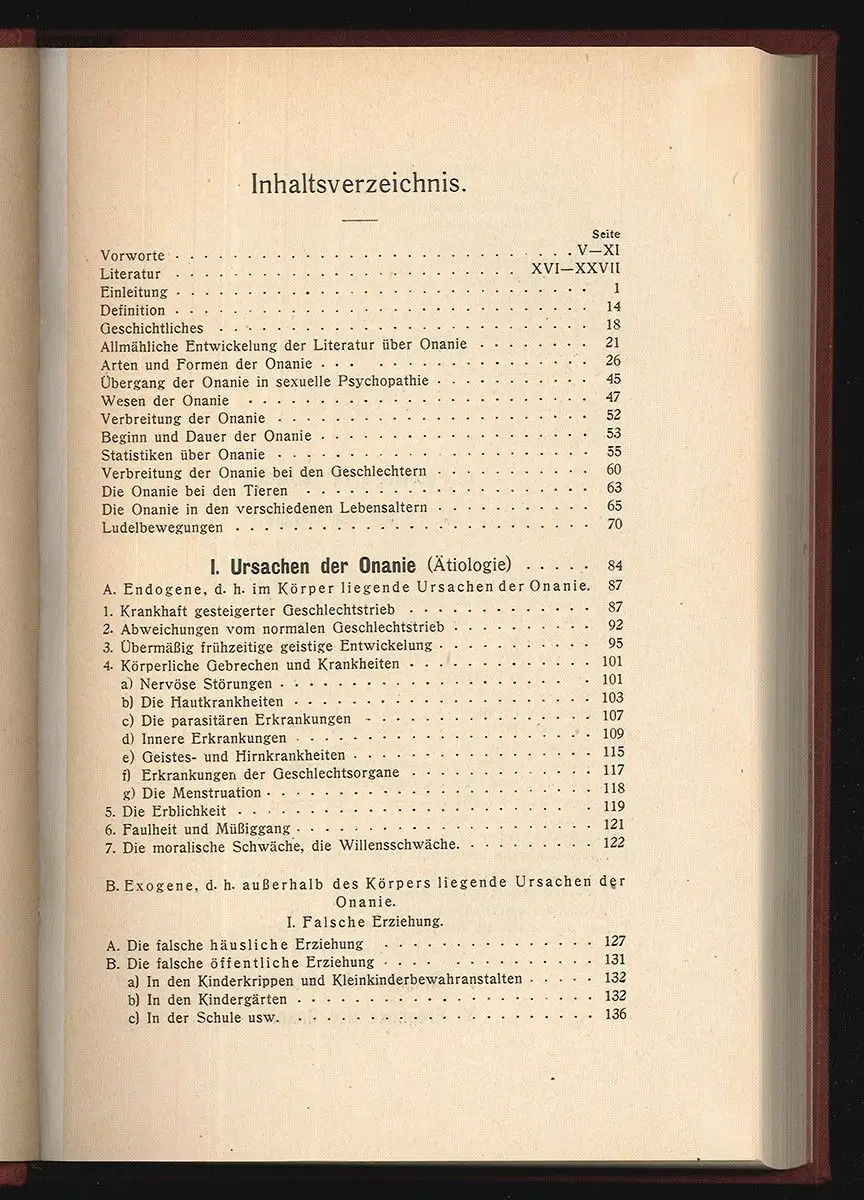 Inhaltsverzeichnis.
Seite
Vorworte . . . . . . . . . . . . . . . . . . . . . . . . . . . . V—XI
Literatur . . . . . . . . . . . . . . . . . . . . . . . . XVI—XXVII
Einleitung . . . . . . . . . . . . . . . . . . . . . . . . . . . . 1
Definition . . . . . . . . . . . . . . . . . . . . . . . . . . . . 14
Geschichtliches . . . . . . . . . . . . . . . . . . . . . . . . . . 18
Allmähliche Entwickelung der Literatur über Onanie . . . . . . . . 21
Arten und Formen der Onanie . . . . . . . . . . . . . . . . . . 26
Übergang der Onanie in sexuelle Psychopathie . . . . . . . . . . . 45
Wesen der Onanie . . . . . . . . . . . . . . . . . . . . . . . . 47
Verbreitung der Onanie . . . . . . . . . . . . . . . . . . . . . . 52
Beginn und Dauer der Onanie . . . . . . . . . . . . . . . . . . . 53
Statistiken über Onanie . . . . . . . . . . . . . . . . . . . . . . 55
Verbreitung der Onanie bei den Geschlechtern . . . . . . . . . . . 60
Die Onanie bei den Tieren . . . . . . . . . . . . . . . . . . . . 63
Die Onanie in den verschiedenen Lebensaltern . . . . . . . . . . . 65
Ludelbewegungen . . . . . . . . . . . . . . . . . . . . . . . . . 70
I. Ursachen der Onanie (Ätiologie) . . . . . 84
A. Endogene, d. h. im Körper liegende Ursachen der Onanie. 87
1. Krankhaft gesteigerter Geschlechtstrieb . . . . . . . . . . . . . 87
2. Abweichungen vom normalen Geschlechtstrieb . . . . . . . . . . 92
3. Übermäßig frühzeitige geistige Entwickelung . . . . . . . . . . . 95
4. Körperliche Gebrechen und Krankheiten . . . . . . . . . . . . . 101
a) Nervöse Störungen . . . . . . . . . . . . . . . . . . . . . . 101
b) Die Hautkrankheiten . . . . . . . . . . . . . . . . . . . . . 103
c) Die parasitären Erkrankungen . . . . . . . . . . . . . . . . 107
d) Innere Erkrankungen . . . . . . . . . . . . . . . . . . . . . 109
e) Geistes- und Hirnkrankheiten . . . . . . . . . . . . . . . . . 115
f) Erkrankungen der Geschlechtsorgane . . . . . . . . . . . . . 117
g) Die Menstruation . . . . . . . . . . . . . . . . . . . . . . . 118
5. Die Erblichkeit . . . . . . . . . . . . . . . . . . . . . . . . . 119
6. Faulheit und Müßiggang . . . . . . . . . . . . . . . . . . . . . 121
7. Die moralische Schwäche, die Willensschwäche. . . . . . . . . . 122
B. Exogene, d. h. außerhalb des Körpers liegende Ursachen der
Onanie.
I. Falsche Erziehung.
A. Die falsche häusliche Erziehung . . . . . . . . . . . . . . . 127
B. Die falsche öffentliche Erziehung . . . . . . . . . . . . . . . 131
a) In den Kinderkrippen und Kleinkinderbewahranstalten . . . . . 132
b) In den Kindergärten . . . . . . . . . . . . . . . . . . . . . 132
c) In der Schule usw. . . . . . . . . . . . . . . . . . . . . . . 136